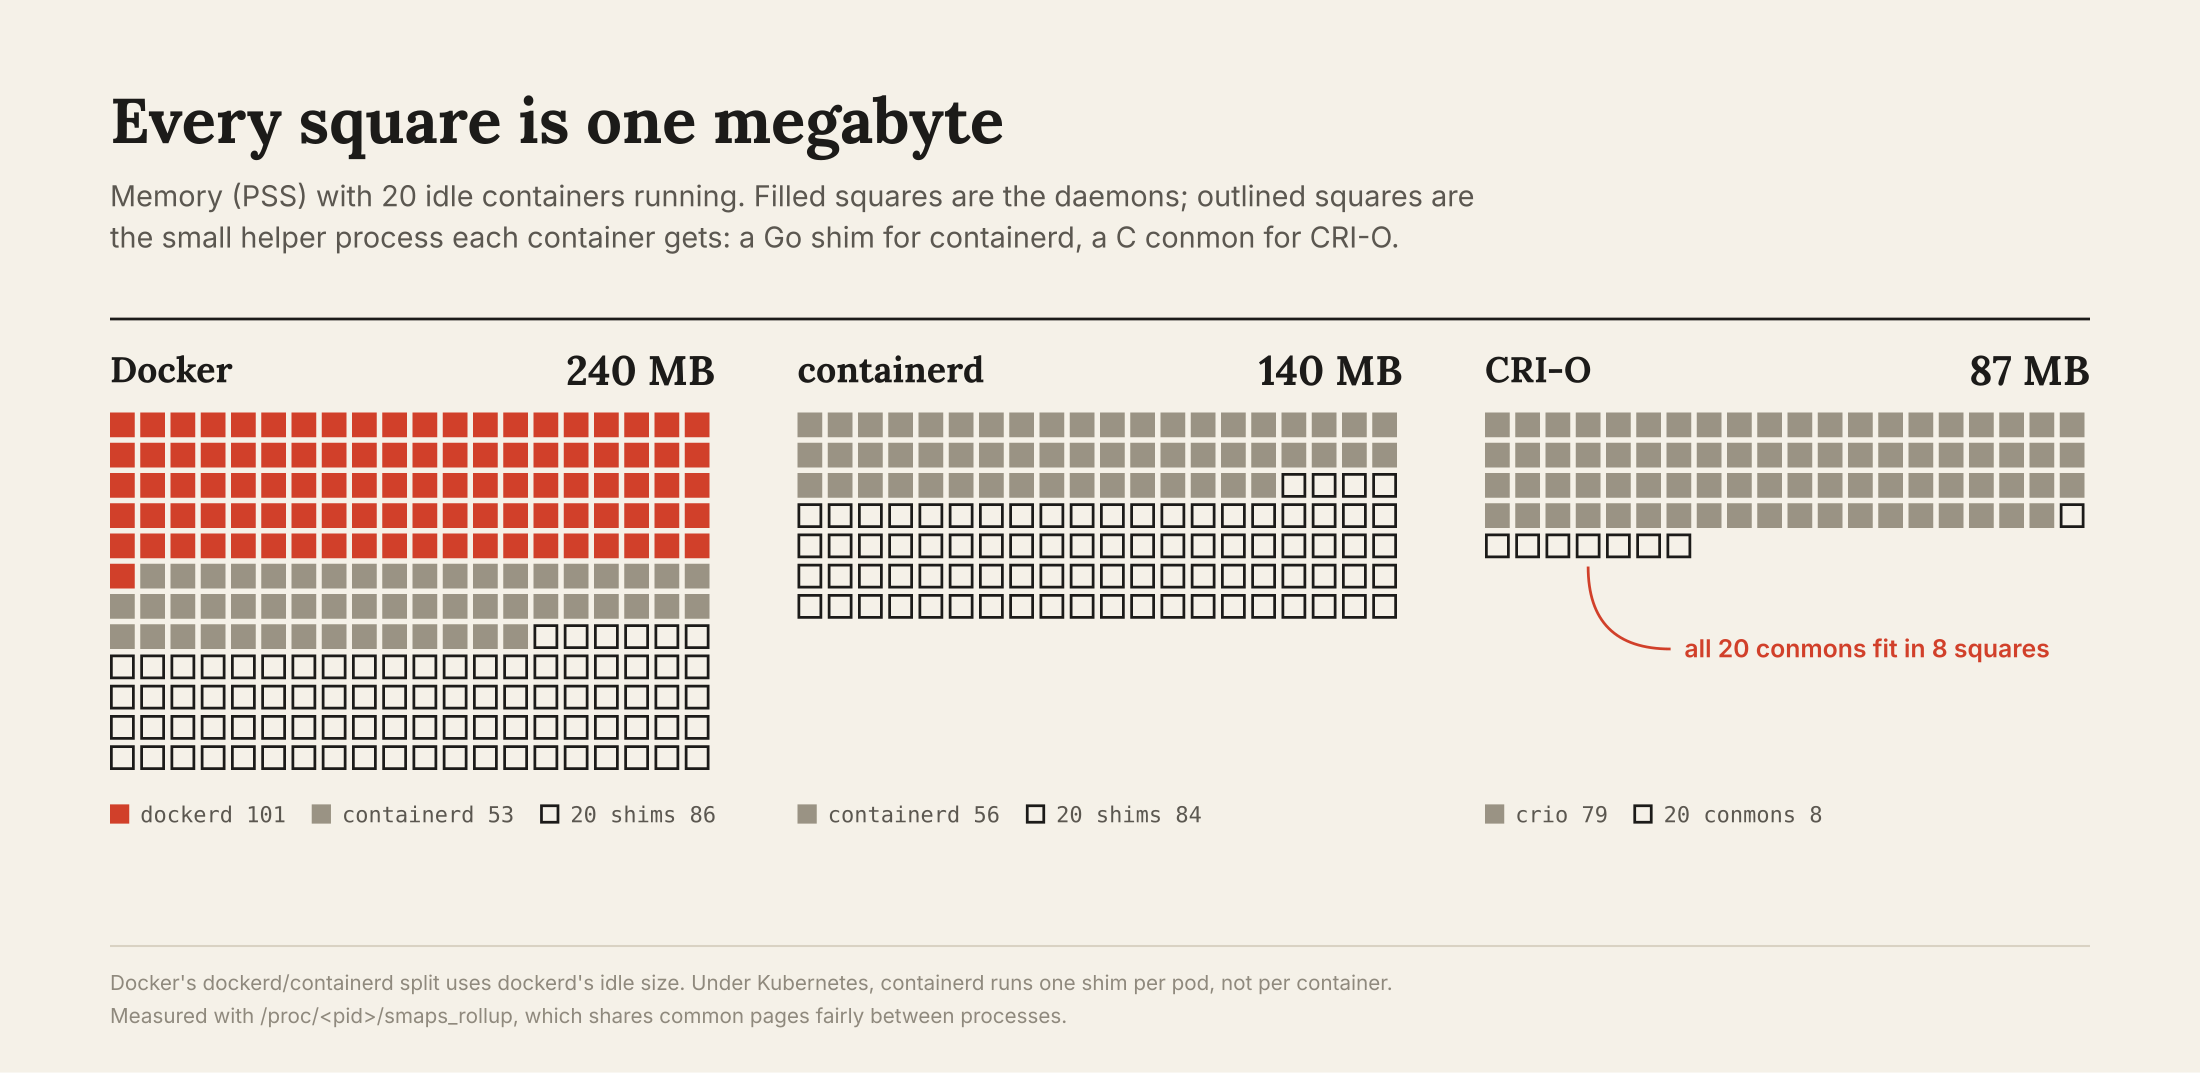 Every square is one megabyte
Memory (PSS) with 20 idle containers running. Filled squares are the daemons; outlined squares are
the small helper process each container gets: a Go shim for containerd, a C conmon for CRI-O.
Docker 240 MB
containerd 140 MB
CRI-O 87 MB
all 20 conmons fit in 8 squares
dockerd 101 containerd 53 20 shims 86
containerd 56 20 shims 84
crio 79 20 conmons 8
Docker's dockerd/containerd split uses dockerd's idle size. Under Kubernetes, containerd runs one shim per pod, not per container.
Measured with /proc/<pid>/smaps_rollup, which shares common pages fairly between processes.